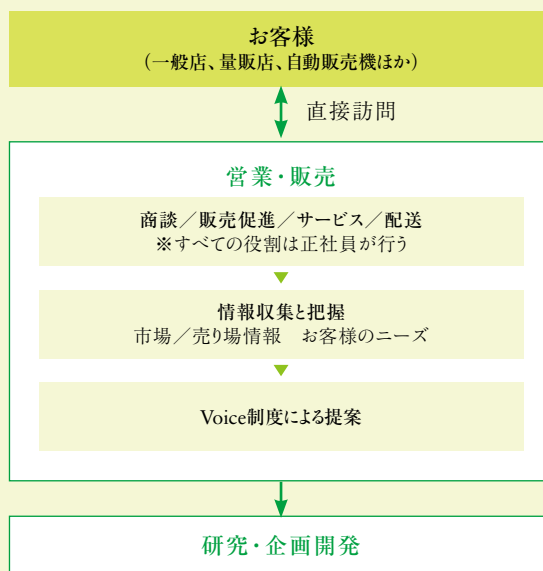 お客様
（一般店、量販店、自動販売機ほか）
直接訪問
営業・販売
商談／販売促進／サービス／配送
※すべての役割は正社員が行う
情報収集と把握
市場／売り場情報　お客様のニーズ
Voice制度による提案
研究・企画開発